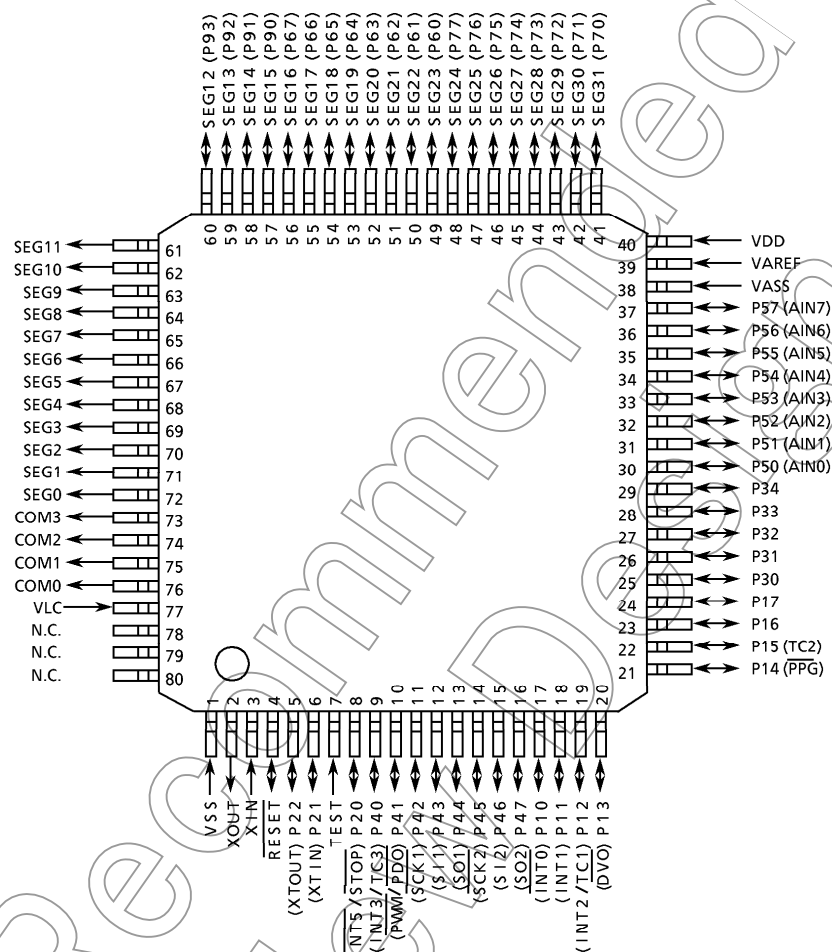 SEG12 (P93)
SEG13 (P92)
SEG14 (P91)
SEG15 (P90)
SEG16 (P67)
SEG17 (P66)
SEG18 (P65)
SEG19 (P64)
SEG20 (P63)
SEG21 (P62)
SEG22 (P61)
SEG23 (P60)
SEG24 (P77)
SEG25 (P76)
SEG26 (P75)
SEG27 (P74)
SEG28 (P73)
SEG29 (P72)
SEG30 (P71)
SEG31 (P70)
60 59 58 57 56 55 54 53 52 51 50 49 48 47 46 45 44 43 42 41
SEG11 61
SEG10 62
SEG9 63
SEG8 64
SEG7 65
SEG6 66
SEG5 67
SEG4 68
SEG3 69
SEG2 70
SEG1 71
SEG0 72
COM3 73
COM2 74
COM1 75
COM0 76
VLC 77
N.C. 78
N.C. 79
N.C. 80
40 VDD
39 VAREF
38 VASS
37 P57 (AIN7)
36 P56 (AIN6)
35 P55 (AIN5)
34 P54 (AIN4)
33 P53 (AIN3)
32 P52 (AIN2)
31 P51 (AIN1)
30 P50 (AIN0)
29 P34
28 P33
27 P32
26 P31
25 P30
24 P17
23 P16
22 P15 (TC2)
21 P14 (PPG)
1 2 3 4 5 6 7 8 9 10 11 12 13 14 15 16 17 18 19 20
VSS
XOUT
XIN
RESET
(XTOUT) P22
(XTIN) P21
TEST
NT5/STOP) P20
(INT3/TC3) P40
(PWM/PDO) P41
(SCK1) P42
(SI1) P43
(SO1) P44
(SCK2) P45
(SI2) P46
(SO2) P47
(INT0) P10
(INT1) P11
(INT2/TC1) P12
(DVO) P13
Recommended
ew Design